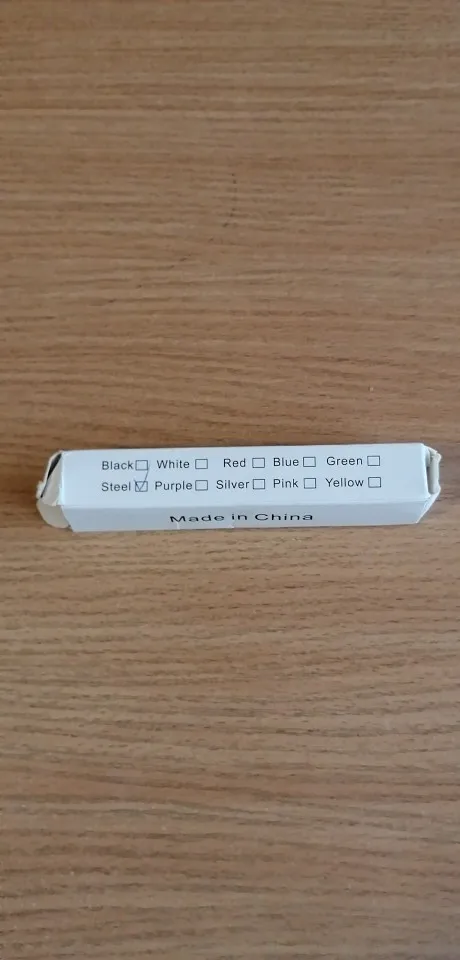 Black☐ White ☐ Red ☐ Blue ☐ Green ☐
Steel ☑ Purple ☐ Silver ☐ Pink ☐ Yellow ☐
Made in China